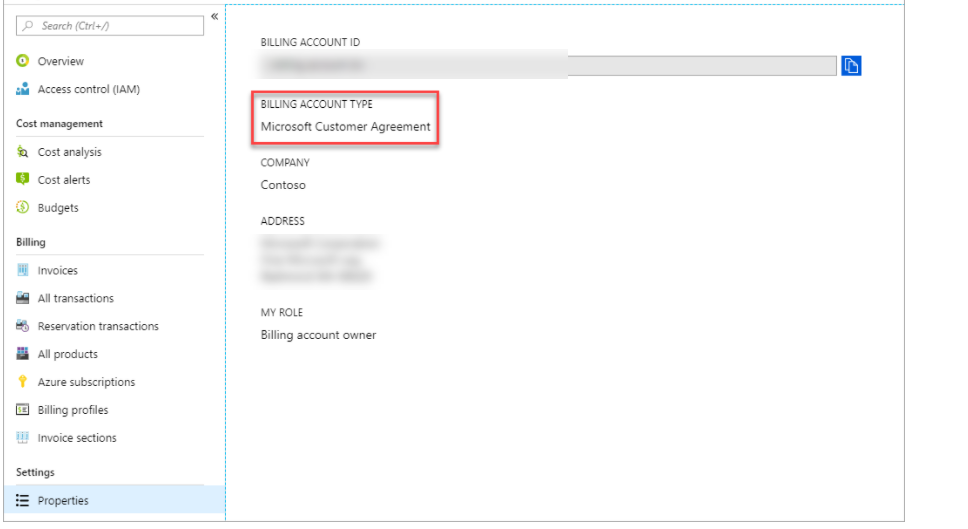 Search (Ctrl+/)
«
Overview
Access control (IAM)
Cost management
Cost analysis
Cost alerts
Budgets
Billing
Invoices
All transactions
Reservation transactions
All products
Azure subscriptions
Billing profiles
Invoice sections
Settings
Properties
BILLING ACCOUNT ID
BILLING ACCOUNT TYPE
Microsoft Customer Agreement
COMPANY
Contoso
ADDRESS
MY ROLE
Billing account owner